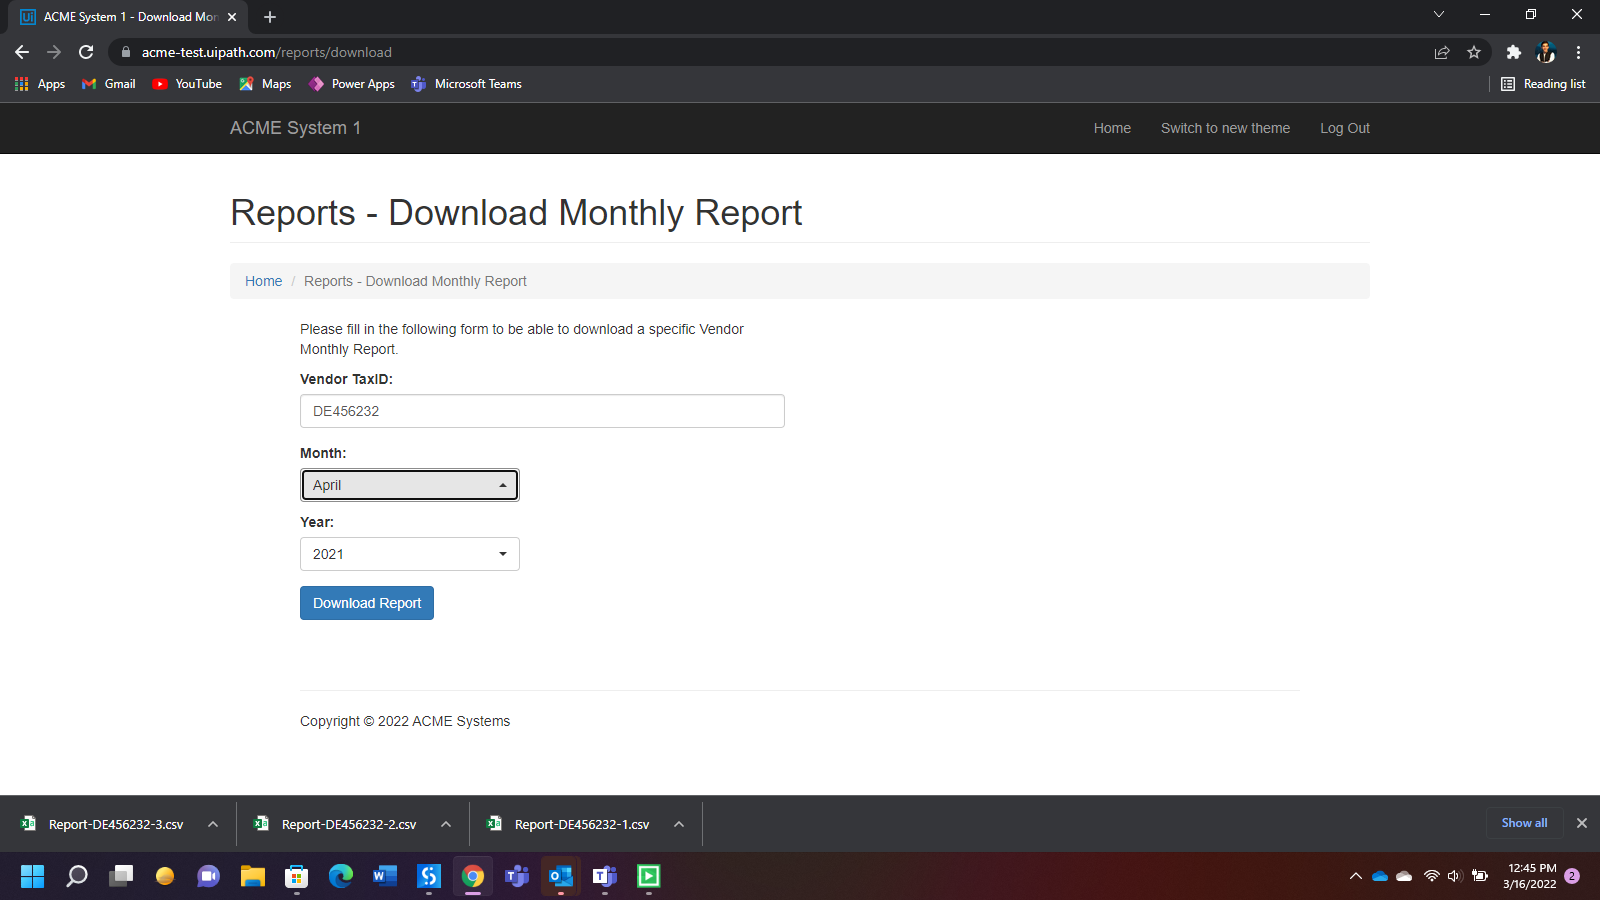 ACME System 1 - Download Mon
acme-test.uipath.com/reports/download
Apps Gmail YouTube Maps Power Apps Microsoft Teams Reading list
ACME System 1 Home Switch to new theme Log Out
Reports - Download Monthly Report
Home / Reports - Download Monthly Report
Please fill in the following form to be able to download a specific Vendor
Monthly Report.
Vendor TaxID:
DE456232
Month:
April
Year:
2021
Download Report
Copyright © 2022 ACME Systems
Report-DE456232-3.csv Report-DE456232-2.csv Report-DE456232-1.csv Show all
12:45 PM
3/16/2022 2